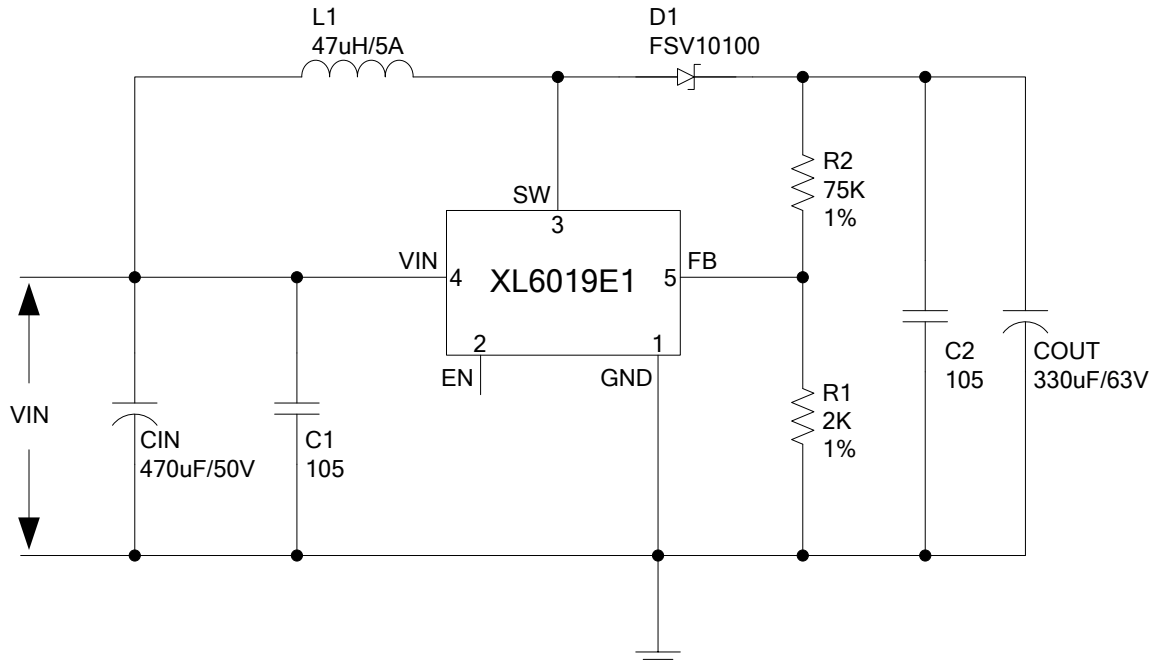 L1
47uH/5A
D1
FSV10100
R2
75K
1%
SW
3
VIN
4
XL6019E1
5
FB
2
1
EN
GND
VIN
CIN
470uF/50V
C1
105
R1
2K
1%
C2
105
COUT
330uF/63V